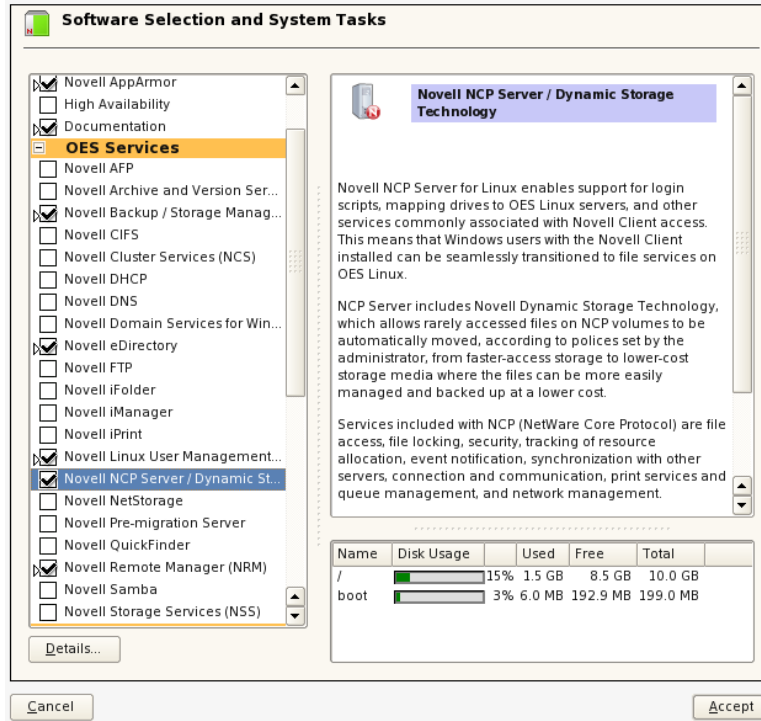 Software Selection and System Tasks
Novell AppArmor
High Availability
Documentation
OES Services
Novell AFP
Novell Archive and Version Ser...
Novell Backup / Storage Manag...
Novell CIFS
Novell Cluster Services (NCS)
Novell DHCP
Novell DNS
Novell Domain Services for Win...
Novell eDirectory
Novell FTP
Novell iFolder
Novell iManager
Novell iPrint
Novell Linux User Management...
Novell NCP Server / Dynamic St...
Novell NetStorage
Novell Pre-migration Server
Novell QuickFinder
Novell Remote Manager (NRM)
Novell Samba
Novell Storage Services (NSS)
Details...
Novell NCP Server / Dynamic Storage
Technology
Novell NCP Server for Linux enables support for login
scripts, mapping drives to OES Linux servers, and other
services commonly associated with Novell Client access.
This means that Windows users with the Novell Client
installed can be seamlessly transitioned to file services on
OES Linux.
NCP Server includes Novell Dynamic Storage Technology,
which allows rarely accessed files on NCP volumes to be
automatically moved, according to polices set by the
administrator, from faster-access storage to lower-cost
storage media where the files can be more easily
managed and backed up at a lower cost.
Services included with NCP (NetWare Core Protocol) are file
access, file locking, security, tracking of resource
allocation, event notification, synchronization with other
servers, connection and communication, print services and
queue management, and network management.
Name Disk Usage Used Free Total
/ 15% 1.5 GB 8.5 GB 10.0 GB
boot 3% 6.0 MB 192.9 MB 199.0 MB
Cancel Accept